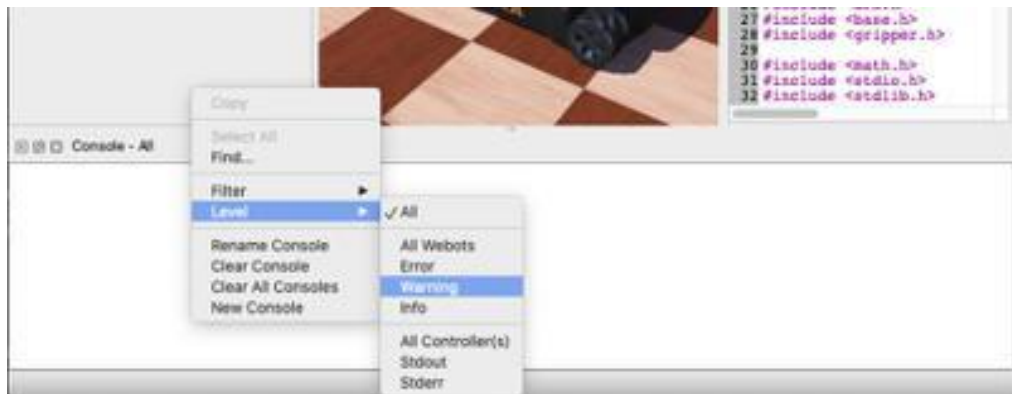 27 #include <base.h>
28 #include <gripper.h>
29
30 #include <math.h>
31 #include <stdio.h>
32 #include <stdlib.h>
Console - All
Copy
Select All
Find...
Filter
Level
Rename Console
Clear Console
Clear All Consoles
New Console
All
All Webots
Error
Warning
Info
All Controller(s)
Stdout
Stderr